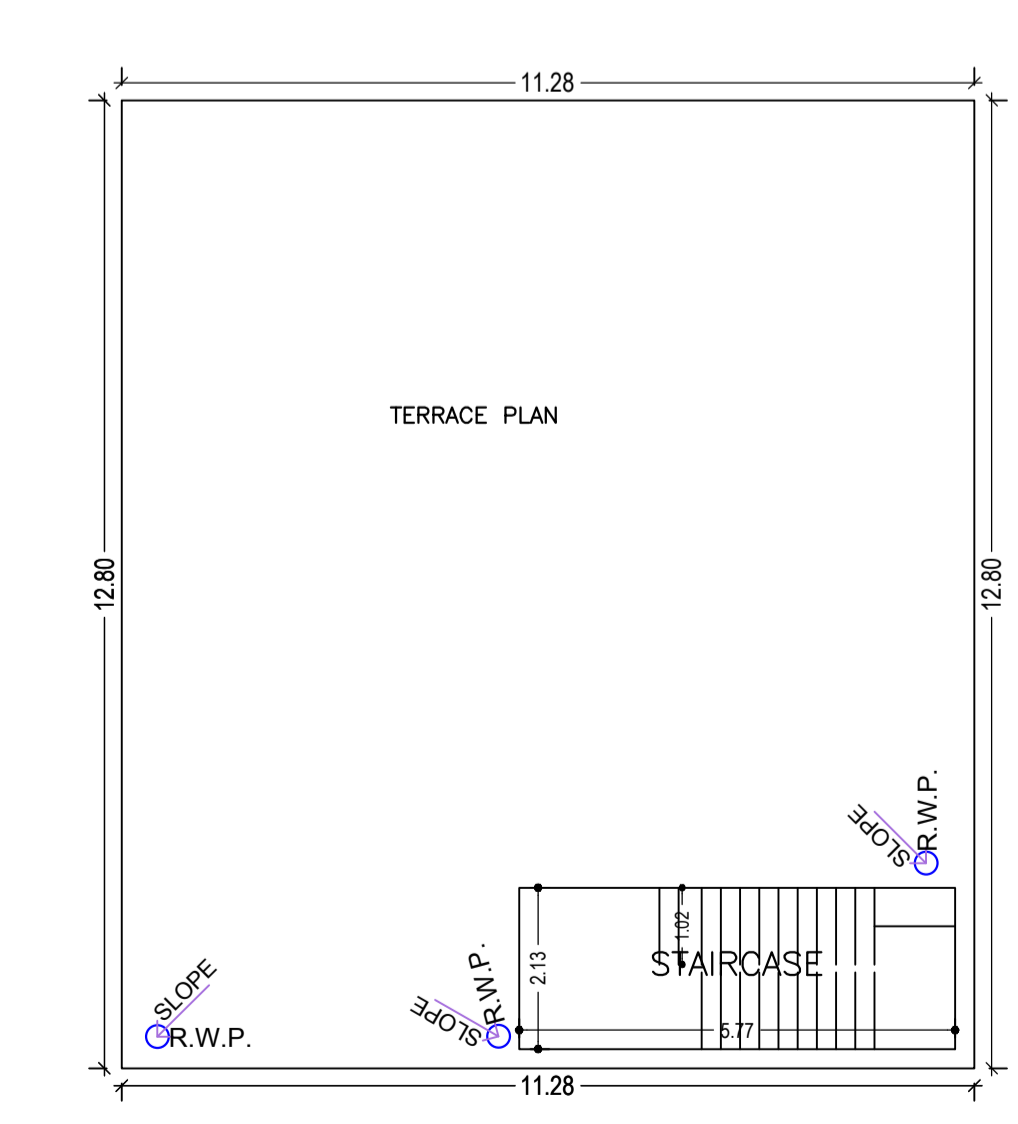 11.28
12.80
12.80
TERRACE PLAN
R.W.P.
SLOPE
1.02
2.13
STAIRCASE
5.77
R.W.P.
SLOPE
SLOPE
R.W.P.
11.28